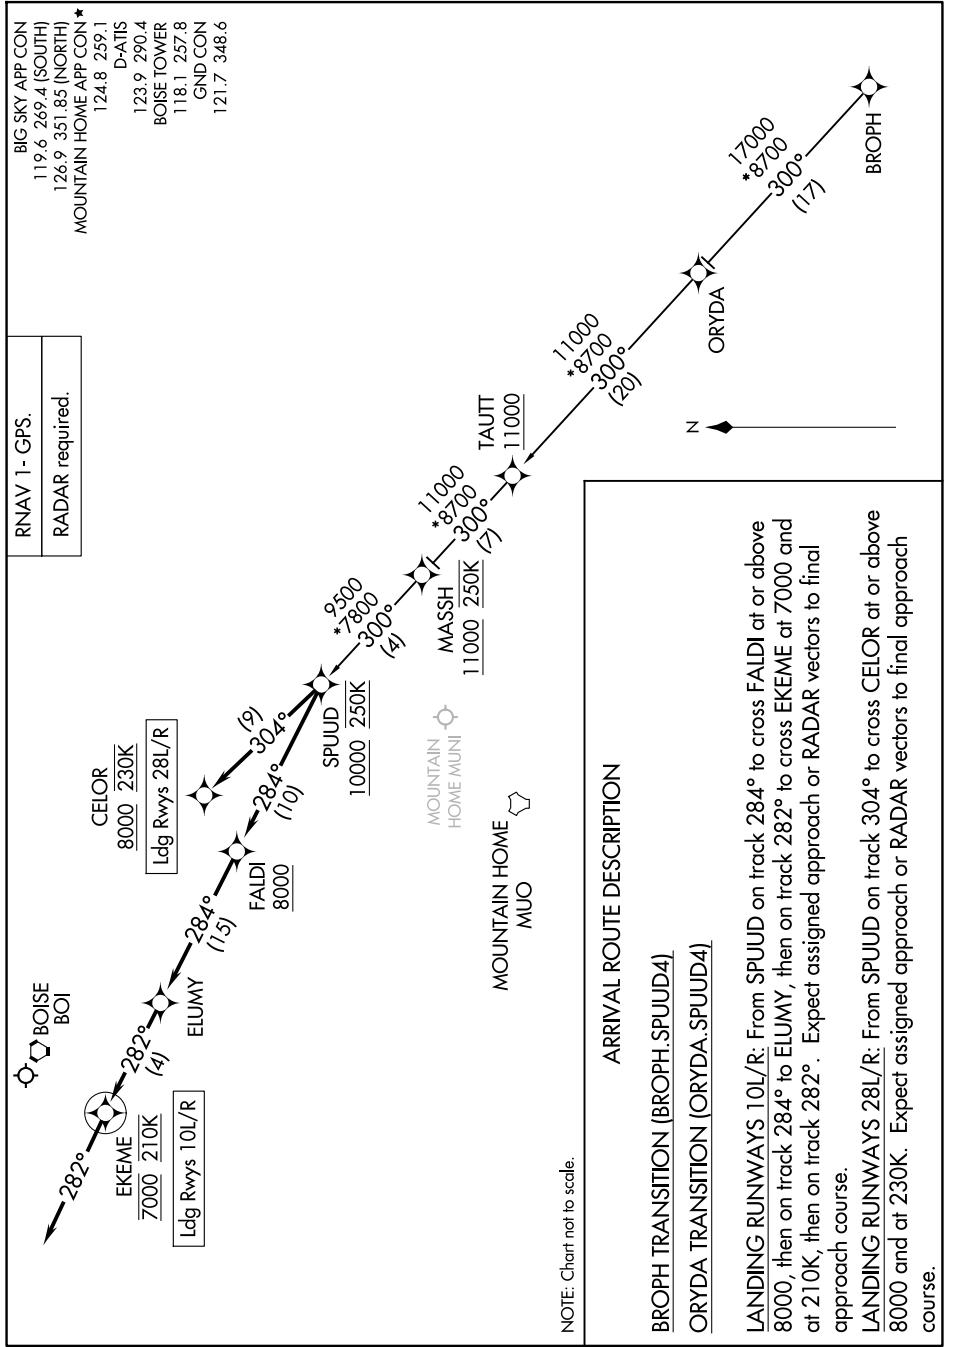 BIG SKY APP CON
119.6 269.4 (SOUTH)
126.9 351.85 (NORTH)
MOUNTAIN HOME APP CON ★
124.8 259.1
D-ATIS
123.9 290.4
BOISE TOWER
118.1 257.8
GND CON
121.7 348.6
RNAV 1- GPS.
RADAR required.
BOISE
BOI
282°
EKEME
7000 210K
Ldg Rwys 10L/R
282°
(4)
ELUMY
284°
(15)
FALDI
8000
284°
(10)
CELOR
8000 230K
Ldg Rwys 28L/R
(9)
304°
SPUUD
10000 250K
9500
*7800
300°
(4)
MASSH
11000 250K
11000
*8700
300°
(7)
TAUTT
11000
11000
*8700
300°
(20)
ORYDA
17000
*8700
300°
(17)
BROPH
MOUNTAIN
HOME MUNI
MOUNTAIN HOME
MUO
N
NOTE: Chart not to scale.
ARRIVAL ROUTE DESCRIPTION
BROPH TRANSITION (BROPH.SPUUD4)
ORYDA TRANSITION (ORYDA.SPUUD4)
LANDING RUNWAYS 10L/R: From SPUUD on track 284° to cross FALDI at or above
8000, then on track 284° to ELUMY, then on track 282° to cross EKEME at 7000 and
at 210K, then on track 282°. Expect assigned approach or RADAR vectors to final
approach course.
LANDING RUNWAYS 28L/R: From SPUUD on track 304° to cross CELOR at or above
8000 and at 230K. Expect assigned approach or RADAR vectors to final approach
course.